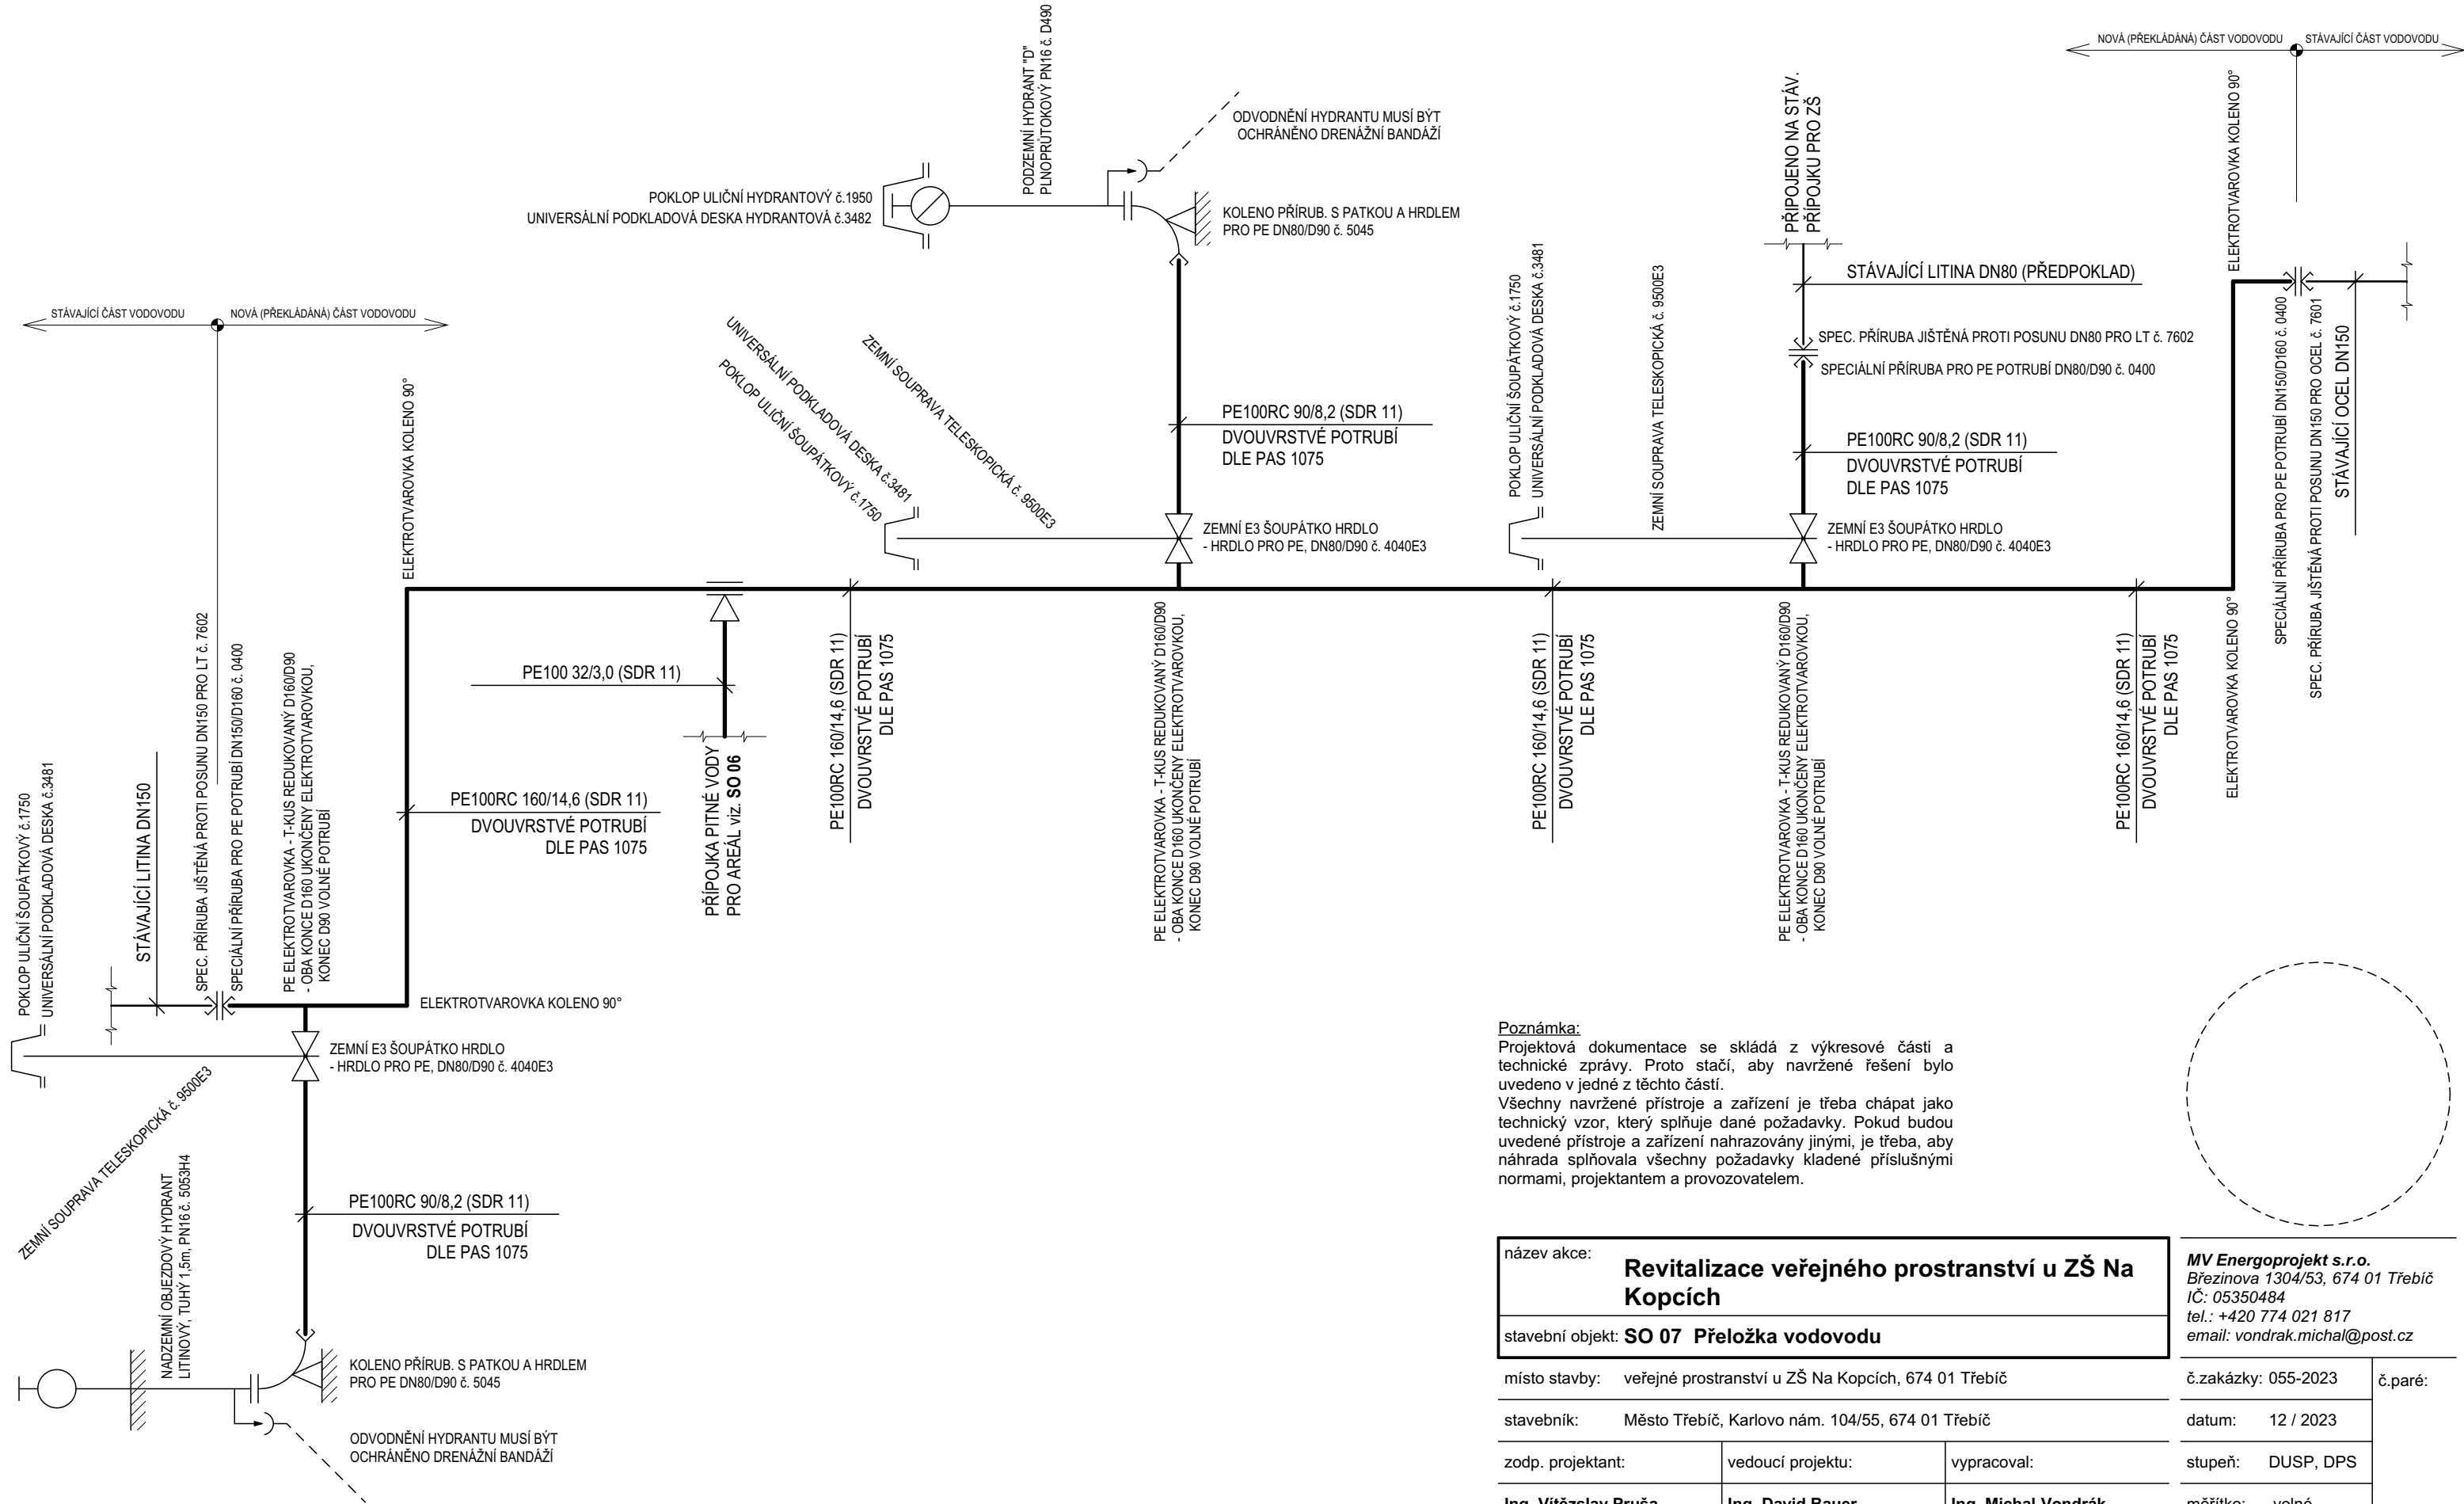 NOVÁ (PŘEKLÁDÁNÁ) ČÁST VODOVODU
STÁVAJÍCÍ ČÁST VODOVODU
ELEKTROTVAROVKA KOLENO 90°
PODZEMNÍ HYDRANT "D"
PLNOPRŮTOKOVÝ PN16 č. D490
ODVODNĚNÍ HYDRANTU MUSÍ BÝT
OCHRÁNĚNO DRENÁŽNÍ BANDÁŽÍ
POKLOP ULIČNÍ HYDRANTOVÝ č.1950
UNIVERSÁLNÍ PODKLADOVÁ DESKA HYDRANTOVÁ č.3482
KOLENO PŘÍRUB. S PATKOU A HRDLEM
PRO PE DN80/D90 č. 5045
PŘIPOJENO NA STÁV.
PŘÍPOJKU PRO ZŠ
STÁVAJÍCÍ LITINA DN80 (PŘEDPOKLAD)
SPEC. PŘÍRUBA JIŠTĚNÁ PROTI POSUNU DN80 PRO LT č. 7602
SPECIÁLNÍ PŘÍRUBA PRO PE POTRUBÍ DN80/D90 č. 0400
SPECIÁLNÍ PŘÍRUBA PRO PE POTRUBÍ DN150/D160 č. 0400
SPEC. PŘÍRUBA JIŠTĚNÁ PROTI POSUNU DN150 PRO OCEL č. 7601
STÁVAJÍCÍ OCEL DN150
STÁVAJÍCÍ ČÁST VODOVODU
NOVÁ (PŘEKLÁDÁNÁ) ČÁST VODOVODU
ELEKTROTVAROVKA KOLENO 90°
UNIVERSÁLNÍ PODKLADOVÁ DESKA č.3481
POKLOP ULIČNÍ ŠOUPÁTKOVÝ č.1750
ZEMNÍ SOUPRAVA TELESKOPICKÁ č. 9500E3
PE100RC 90/8,2 (SDR 11)
DVOUVRSTVÉ POTRUBÍ
DLE PAS 1075
ZEMNÍ E3 ŠOUPÁTKO HRDLO
- HRDLO PRO PE, DN80/D90 č. 4040E3
POKLOP ULIČNÍ ŠOUPÁTKOVÝ č.1750
UNIVERSÁLNÍ PODKLADOVÁ DESKA č.3481
ZEMNÍ SOUPRAVA TELESKOPICKÁ č. 9500E3
PE100RC 90/8,2 (SDR 11)
DVOUVRSTVÉ POTRUBÍ
DLE PAS 1075
ZEMNÍ E3 ŠOUPÁTKO HRDLO
- HRDLO PRO PE, DN80/D90 č. 4040E3
POKLOP ULIČNÍ ŠOUPÁTKOVÝ č.1750
UNIVERSÁLNÍ PODKLADOVÁ DESKA č.3481
STÁVAJÍCÍ LITINA DN150
SPEC. PŘÍRUBA JIŠTĚNÁ PROTI POSUNU DN150 PRO LT č. 7602
SPECIÁLNÍ PŘÍRUBA PRO PE POTRUBÍ DN150/D160 č. 0400
PE ELEKTROTVAROVKA - T-KUS REDUKOVANÝ D160/D90
- OBA KONCE D160 UKONČENY ELEKTROTVAROVKOU,
KONEC D90 VOLNÉ POTRUBÍ
PE100 32/3,0 (SDR 11)
PE100RC 160/14,6 (SDR 11)
DVOUVRSTVÉ POTRUBÍ
DLE PAS 1075
PŘÍPOJKA PITNÉ VODY
PRO AREÁL viz. SO 06
PE100RC 160/14,6 (SDR 11)
DVOUVRSTVÉ POTRUBÍ
DLE PAS 1075
PE ELEKTROTVAROVKA - T-KUS REDUKOVANÝ D160/D90
- OBA KONCE D160 UKONČENY ELEKTROTVAROVKOU,
KONEC D90 VOLNÉ POTRUBÍ
PE100RC 160/14,6 (SDR 11)
DVOUVRSTVÉ POTRUBÍ
DLE PAS 1075
PE ELEKTROTVAROVKA - T-KUS REDUKOVANÝ D160/D90
- OBA KONCE D160 UKONČENY ELEKTROTVAROVKOU,
KONEC D90 VOLNÉ POTRUBÍ
PE100RC 160/14,6 (SDR 11)
DVOUVRSTVÉ POTRUBÍ
DLE PAS 1075
ELEKTROTVAROVKA KOLENO 90°
ELEKTROTVAROVKA KOLENO 90°
ZEMNÍ E3 ŠOUPÁTKO HRDLO
- HRDLO PRO PE, DN80/D90 č. 4040E3
ZEMNÍ SOUPRAVA TELESKOPICKÁ č. 9500E3
NADZEMNÍ OBJEZDOVÝ HYDRANT
LITINOVÝ, TUHÝ 1,5m, PN16 č. 5053H4
PE100RC 90/8,2 (SDR 11)
DVOUVRSTVÉ POTRUBÍ
DLE PAS 1075
KOLENO PŘÍRUB. S PATKOU A HRDLEM
PRO PE DN80/D90 č. 5045
ODVODNĚNÍ HYDRANTU MUSÍ BÝT
OCHRÁNĚNO DRENÁŽNÍ BANDÁŽÍ
Poznámka:
Projektová dokumentace se skládá z výkresové části a
technické zprávy. Proto stačí, aby navržené řešení bylo
uvedeno v jedné z těchto částí.
Všechny navržené přístroje a zařízení je třeba chápat jako
technický vzor, který splňuje dané požadavky. Pokud budou
uvedené přístroje a zařízení nahrazovány jinými, je třeba, aby
náhrada splňovala všechny požadavky kladené příslušnými
normami, projektantem a provozovatelem.
název akce:
Revitalizace veřejného prostranství u ZŠ Na
Kopcích
stavební objekt: SO 07 Přeložka vodovodu
místo stavby: veřejné prostranství u ZŠ Na Kopcích, 674 01 Třebíč
stavebník: Město Třebíč, Karlovo nám. 104/55, 674 01 Třebíč
zodp. projektant:
vedoucí projektu:
vypracoval:
Ing. Vítězslav Pruša
Ing. David Bauer
Ing. Michal Vondrák
MV Energoprojekt s.r.o.
Březinova 1304/53, 674 01 Třebíč
IČ: 05350484
tel.: +420 774 021 817
email: vondrak.michal@post.cz
č.zakázky: 055-2023
č.paré:
datum: 12 / 2023
stupeň: DUSP, DPS
měřítko: volné